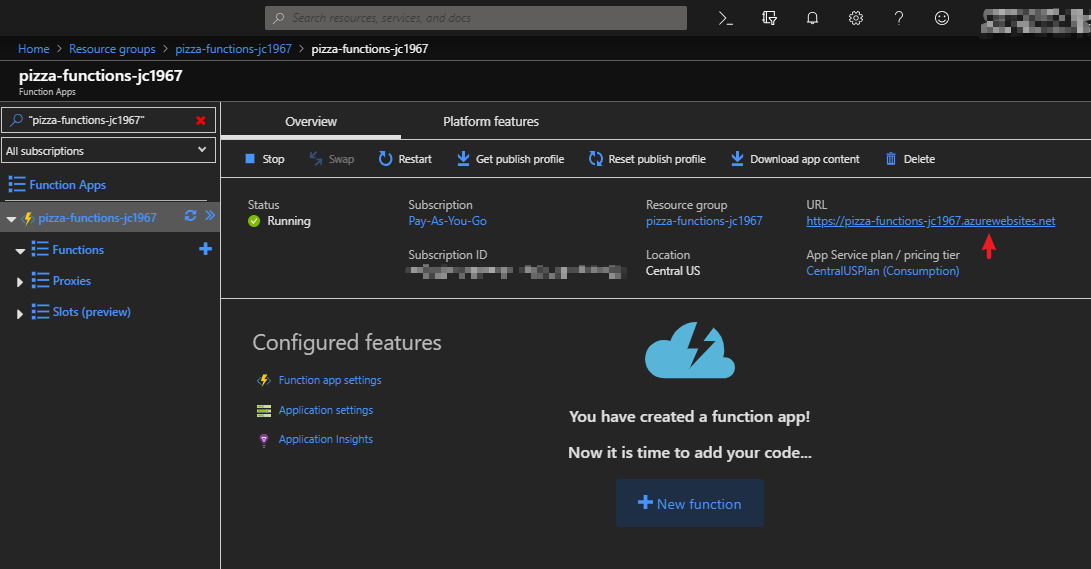 Search resources, services, and docs
Home > Resource groups > pizza-functions-jc1967 > pizza-functions-jc1967
pizza-functions-jc1967
Function Apps
"pizza-functions-jc1967"
All subscriptions
Function Apps
pizza-functions-jc1967
Functions
Proxies
Slots (preview)
Overview Platform features
Stop Swap Restart Get publish profile Reset publish profile Download app content Delete
Status Subscription Resource group URL
Running Pay-As-You-Go pizza-functions-jc1967 https://pizza-functions-jc1967.azurewebsites.net
Subscription ID Location App Service plan / pricing tier
Central US CentralUSPlan (Consumption)
Configured features
Function app settings
Application settings
Application Insights
You have created a function app!
Now it is time to add your code...
New function